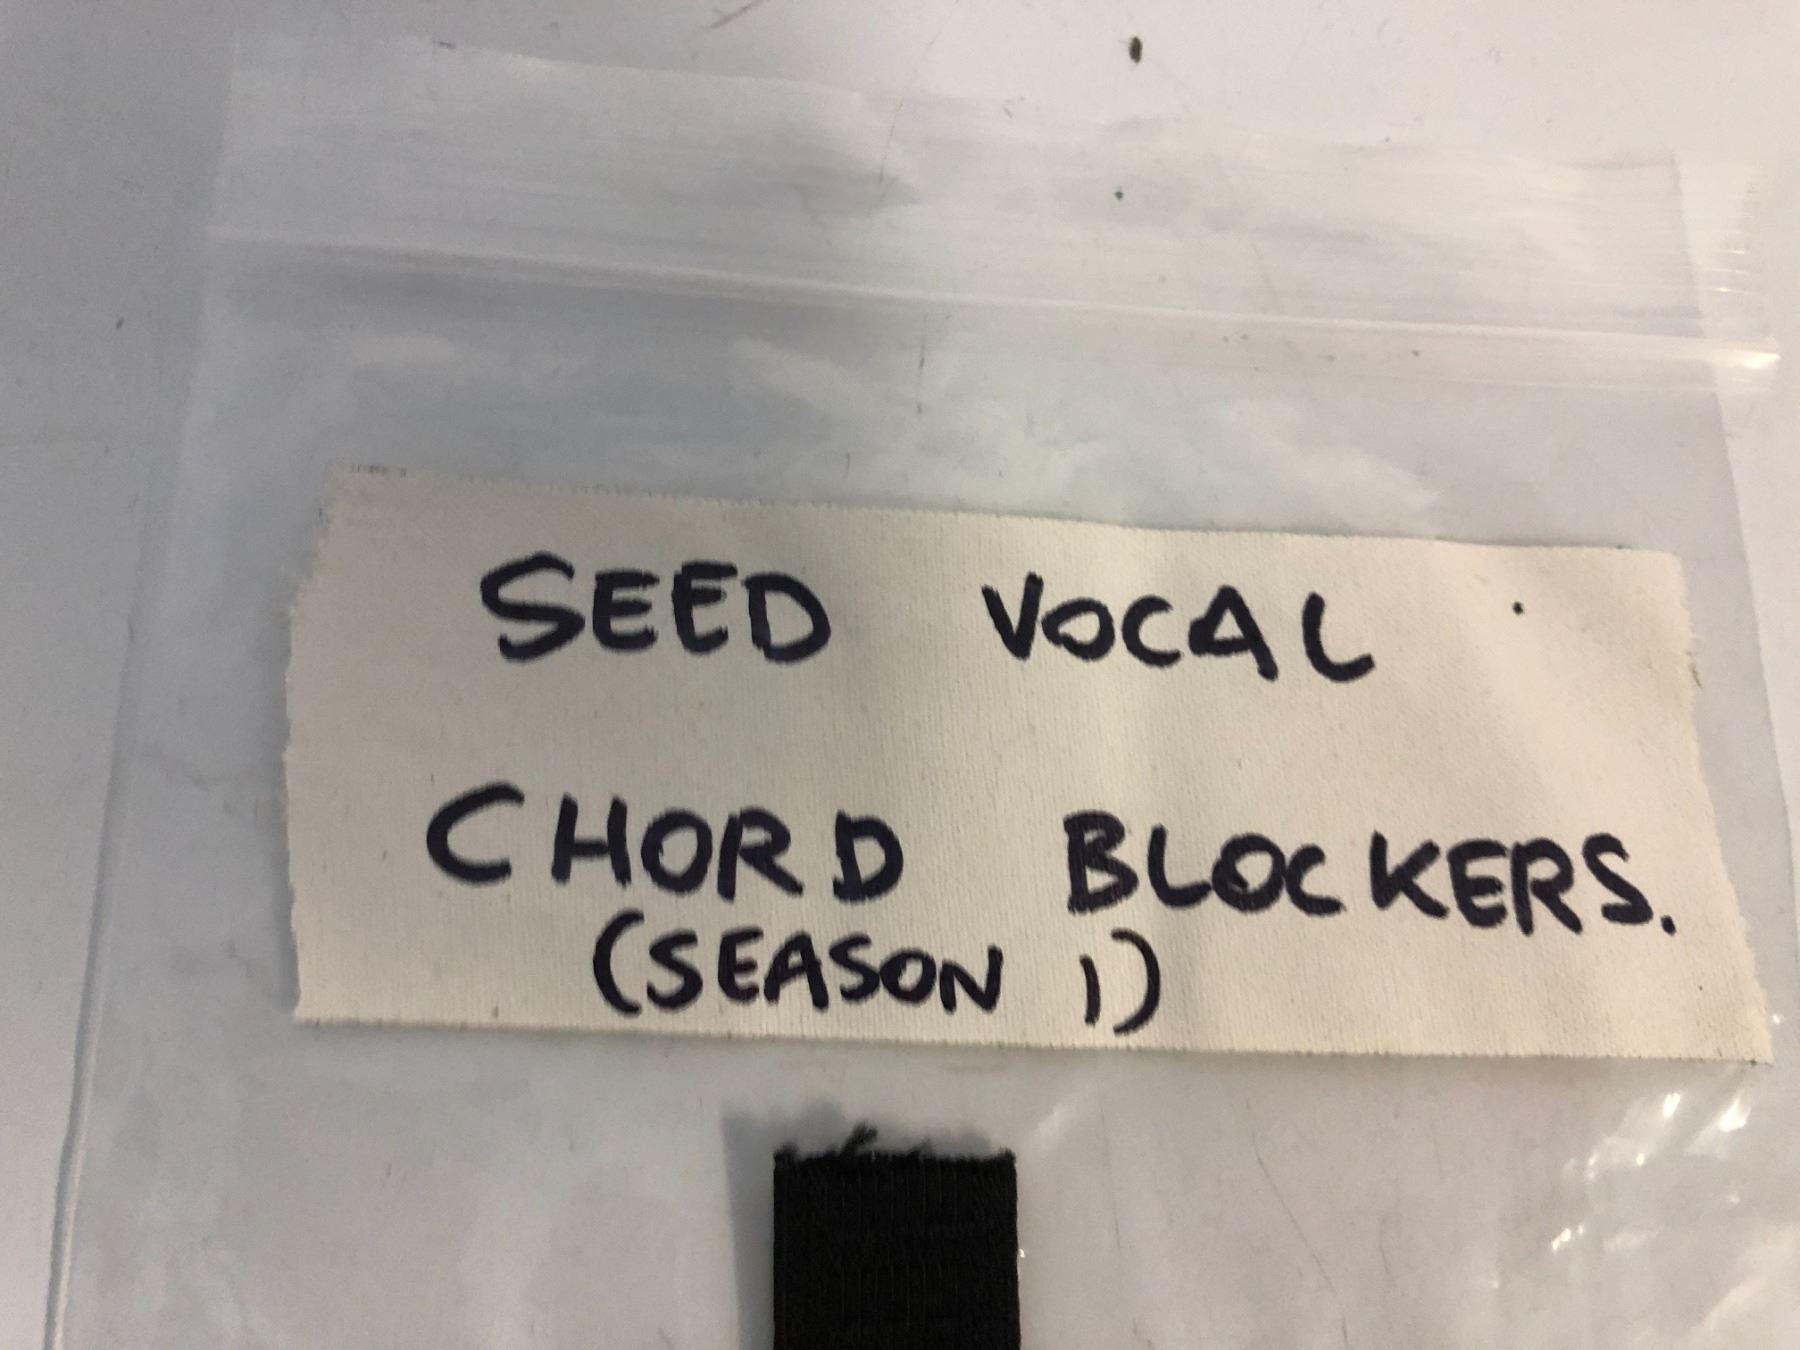 SEED VOCAL
CHORD BLOCKERS.
(SEASON 1)